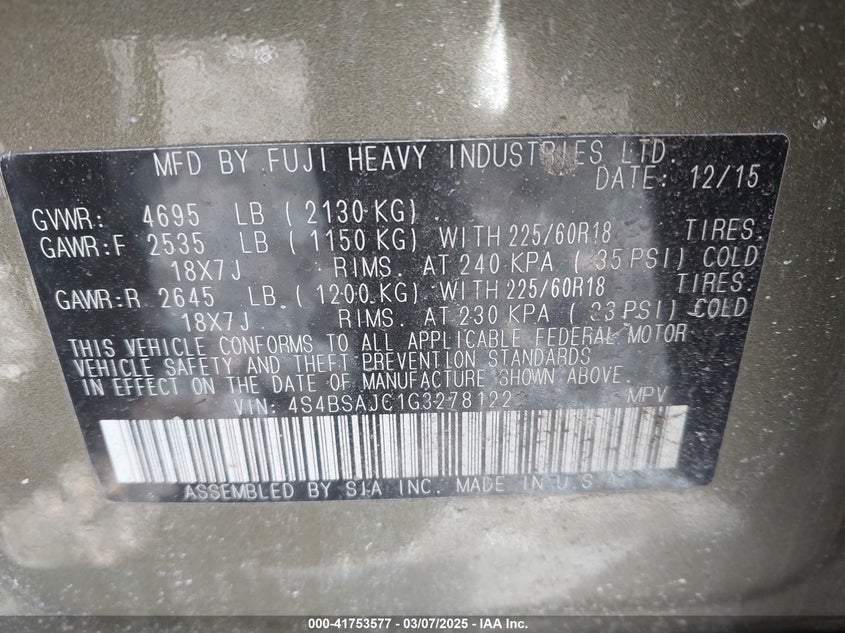 MFD BY FUJI HEAVY INDUSTRIES LTD.
DATE: 12/15
GVWR: 4695 LB ( 2130 KG)
GAWR:F 2535 LB ( 1150 KG) WITH 225/60R18 TIRES.
18X7J RIMS. AT 240 KPA ( 35 PSI) COLD
GAWR:R 2645 LB. ( 1200 KG) WITH 225/60R18 TIRES.
18X7J RIMS. AT 230 KPA ( 33 PSI) COLD
THIS VEHICLE CONFORMS TO ALL APPLICABLE FEDERAL MOTOR
VEHICLE SAFETY AND THEFT PREVENTION STANDARDS
IN EFFECT ON THE DATE OF MANUFACTURE SHOWN ABOVE.
VIN: 4S4BSAJC1G3278122 MPV
ASSEMBLED BY SIA INC. MADE IN U.S.A.
000-41753577 - 03/07/2025 - IAA Inc.